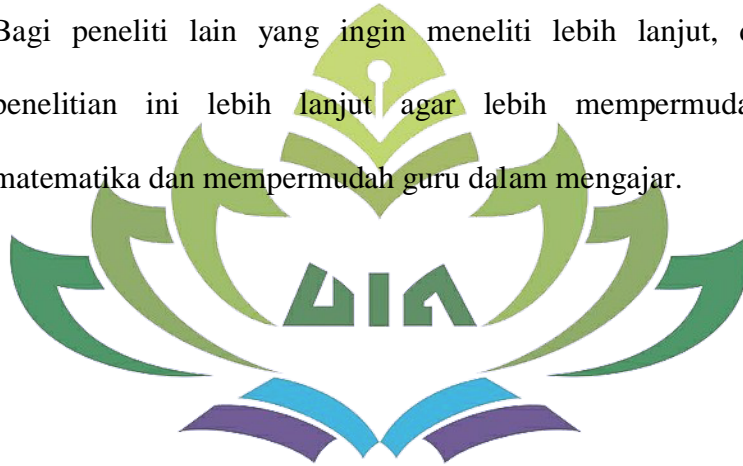 Bagi peneliti lain yang ingin meneliti lebih lanjut,
penelitian ini lebih lanjut agar lebih
matematika dan mempermudah guru dalam mengajar.
UIN